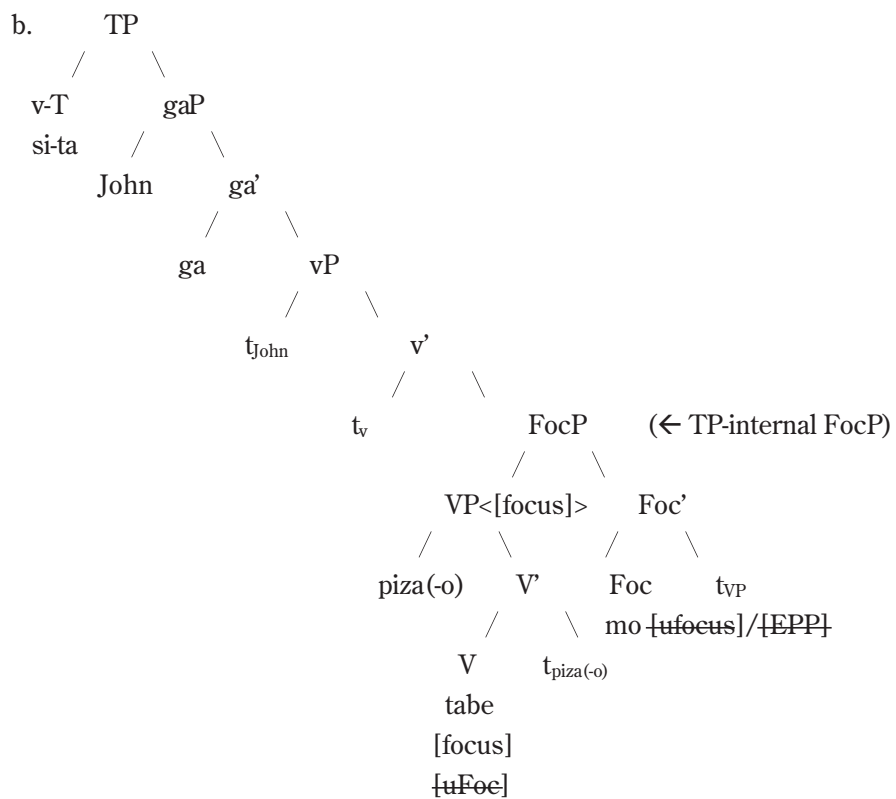 b. TP
v-T gaP
si-ta
John ga’
ga vP
tJohn v’
tv FocP (← TP-internal FocP)
VP<[focus]> Foc’
piza(-o) V’ Foc tVP
mo [ufocus]/[EPP]
V tpiza(-o)
tabe
[focus]
[uFoc]